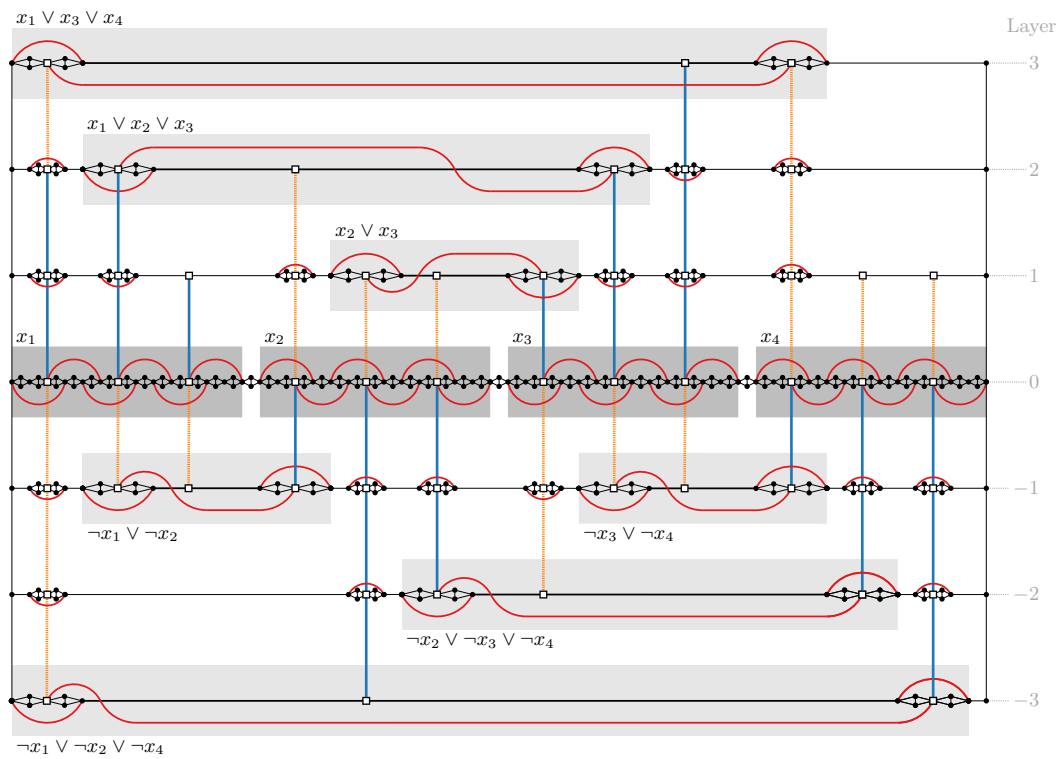 x₁ ∨ x₃ ∨ x₄
Layer
3
x₁ ∨ x₂ ∨ x₃
2
x₂ ∨ x₃
1
x₁
x₂
x₃
x₄
0
−1
¬x₁ ∨ ¬x₂
¬x₃ ∨ ¬x₄
−2
¬x₂ ∨ ¬x₃ ∨ ¬x₄
−3
¬x₁ ∨ ¬x₂ ∨ ¬x₄